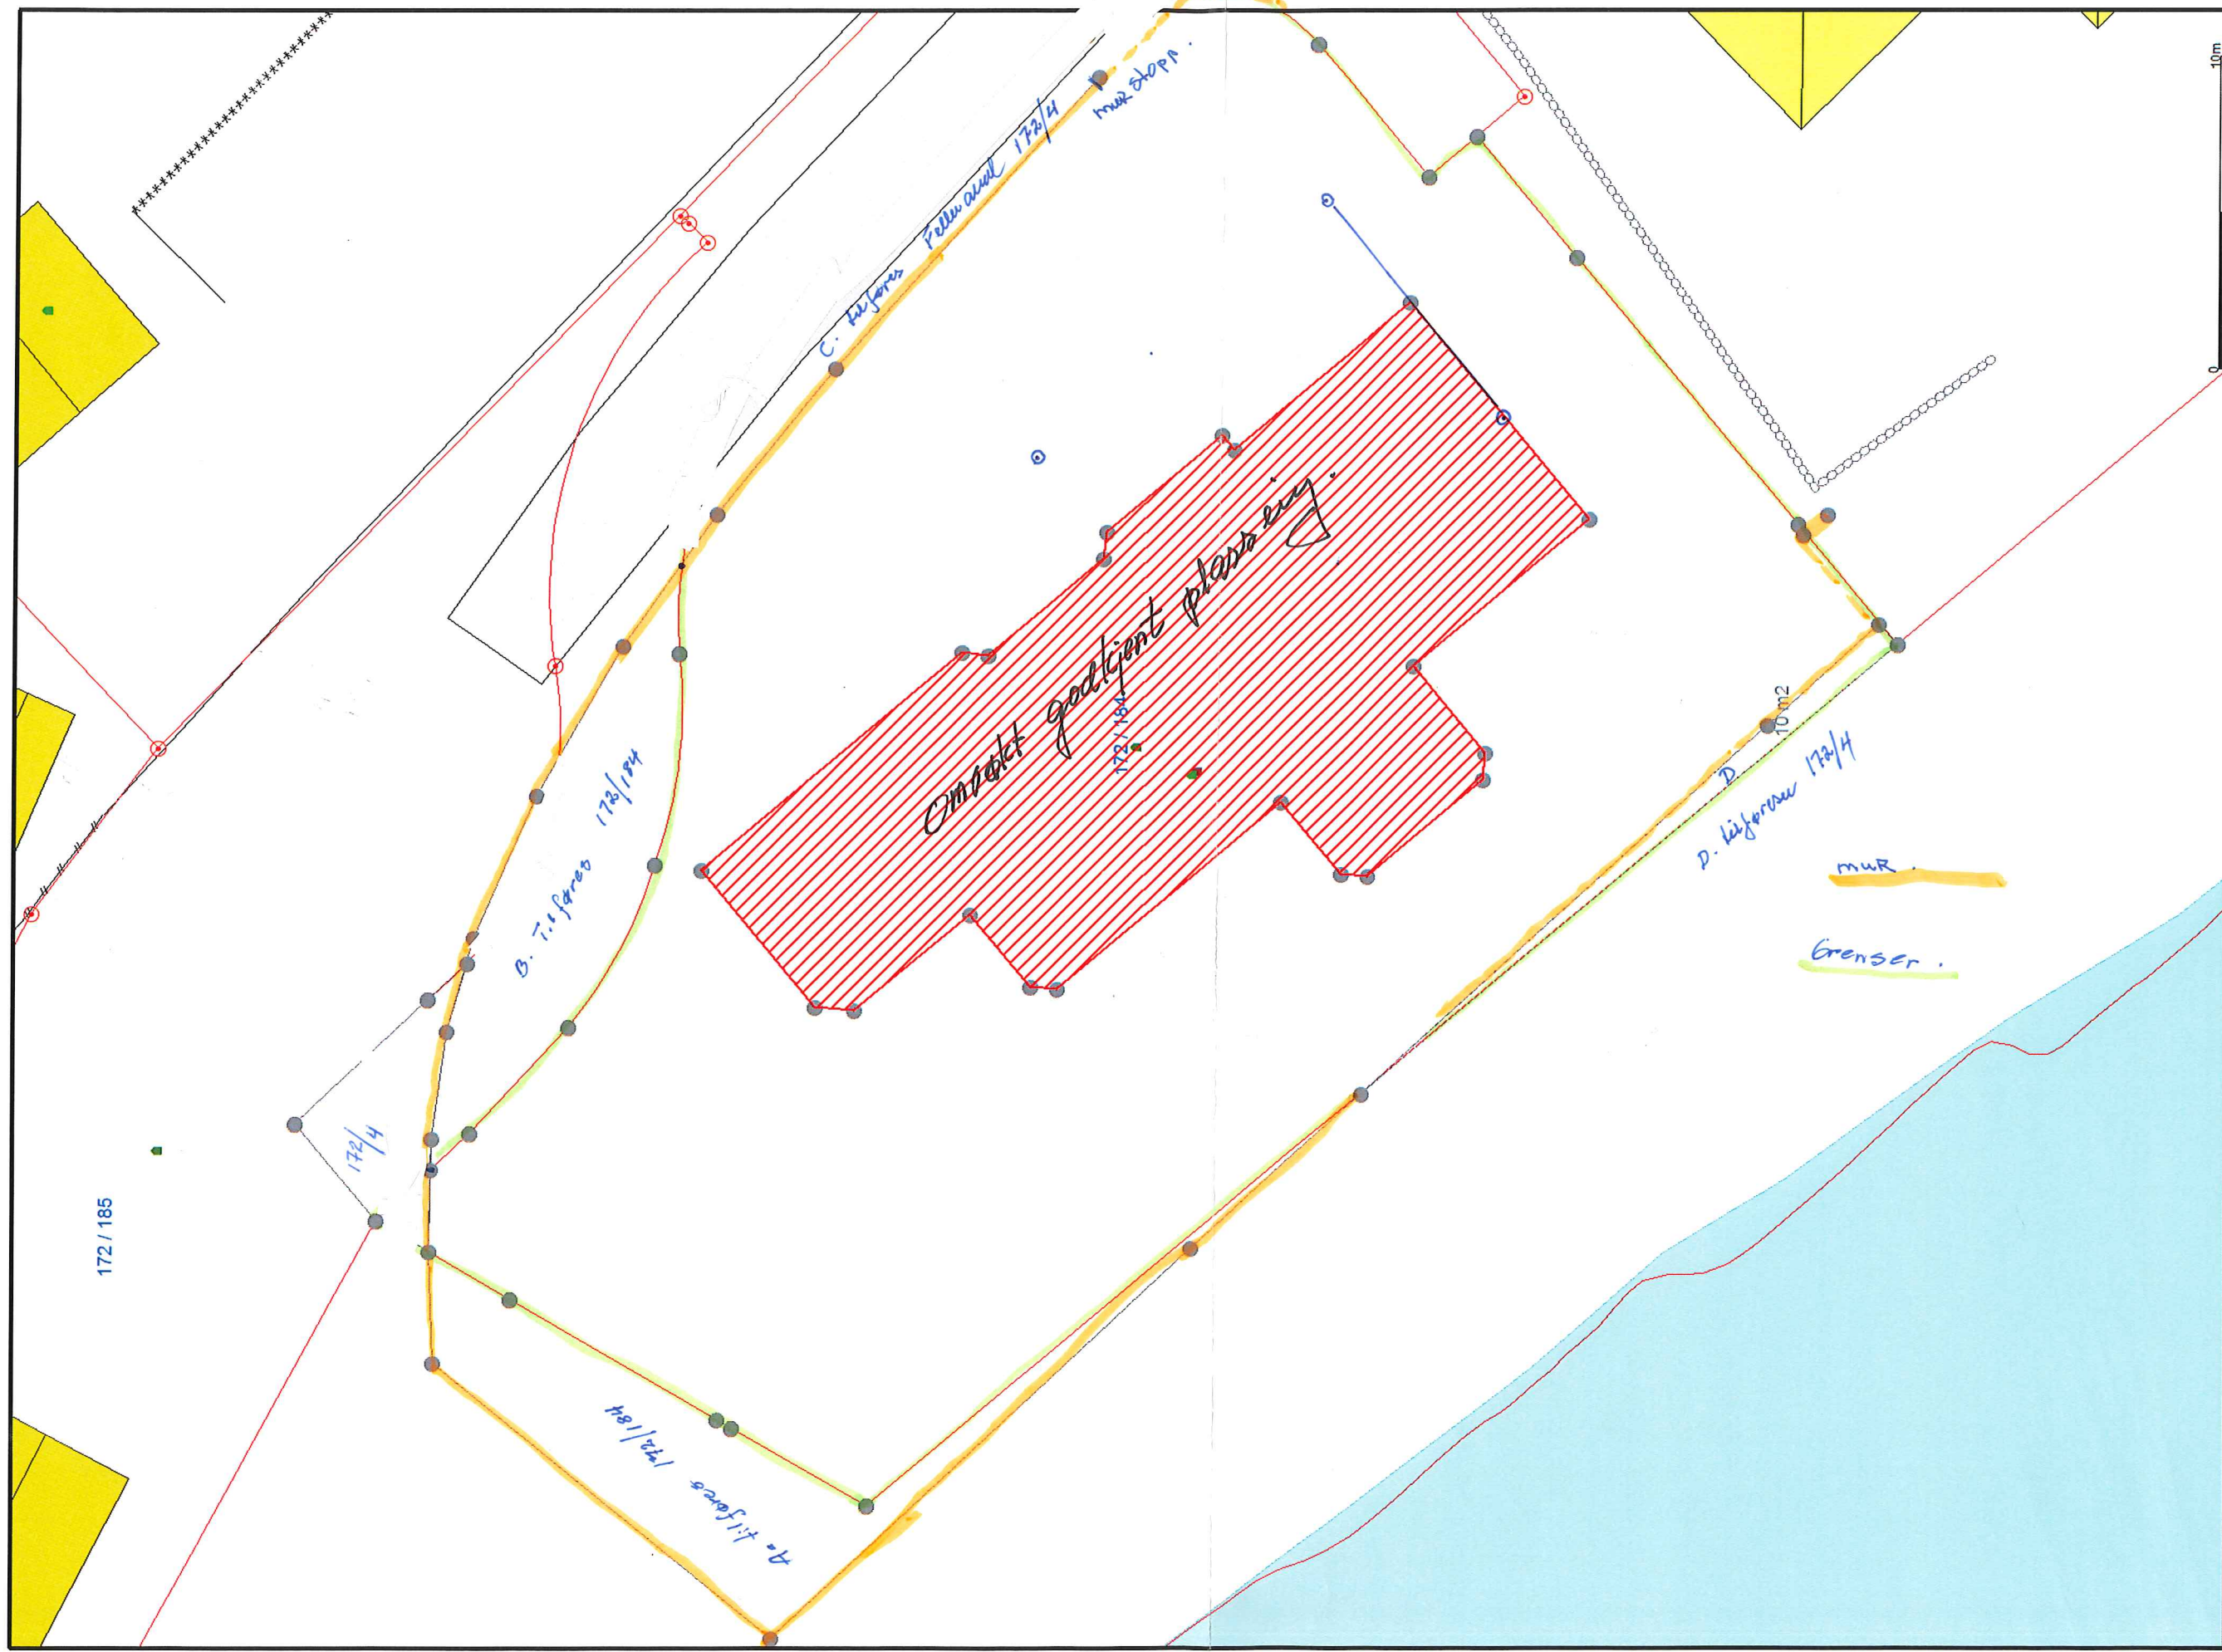 10m
0
mur stopp.
C. tilføres Fellesareal 172/4
Omsøkt godkjent plassering.
172 / 184
B. Tilføres 172/184
10 m2
D
D. tilføres 172/4
mur.
Grenser.
172/4
172 / 185
A. tilføres 172/184